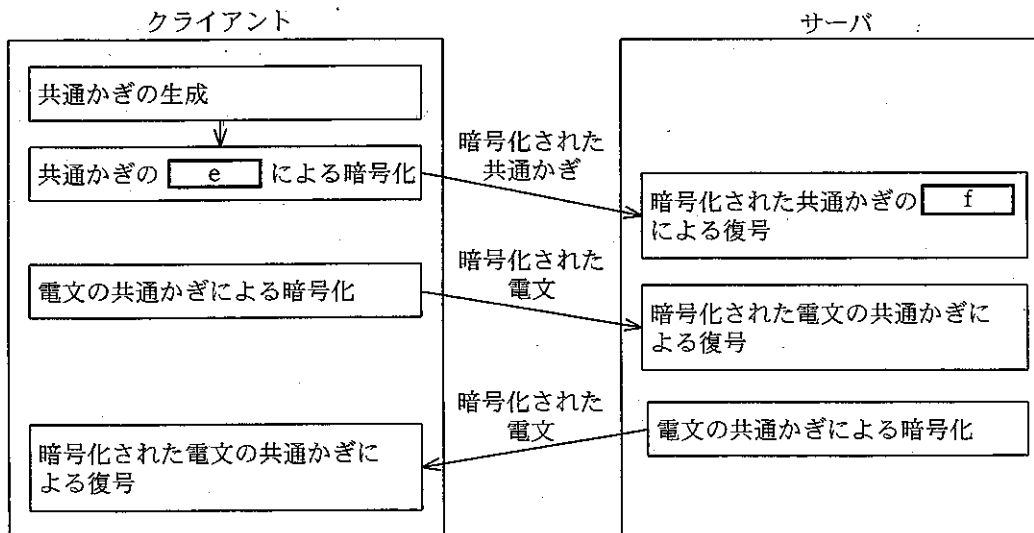 クライアント
サーバ
共通かぎの生成
共通かぎの e による暗号化
暗号化された
共通かぎ
暗号化された共通かぎの f
による復号
電文の共通かぎによる暗号化
暗号化された
電文
暗号化された電文の共通かぎに
よる復号
暗号化された
電文
電文の共通かぎによる暗号化
暗号化された電文の共通かぎに
よる復号